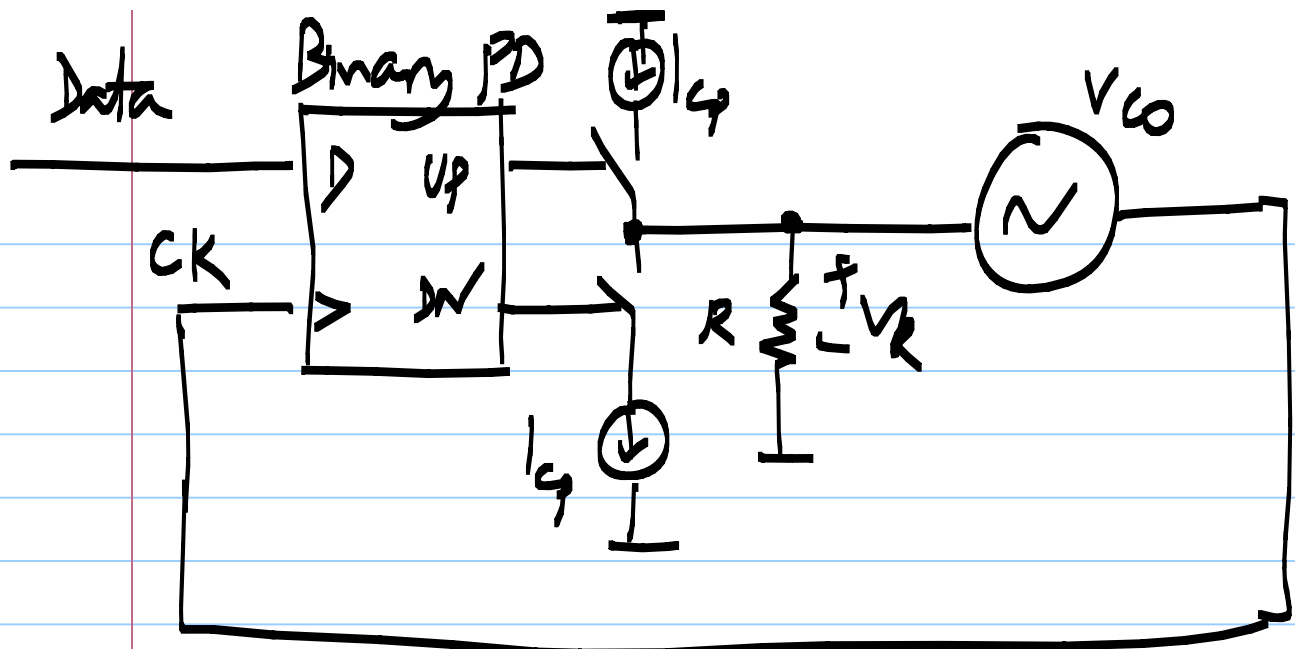 Binary PD
Data
Icp
VCO
D UP
CK
DN
R + VR -
Icp